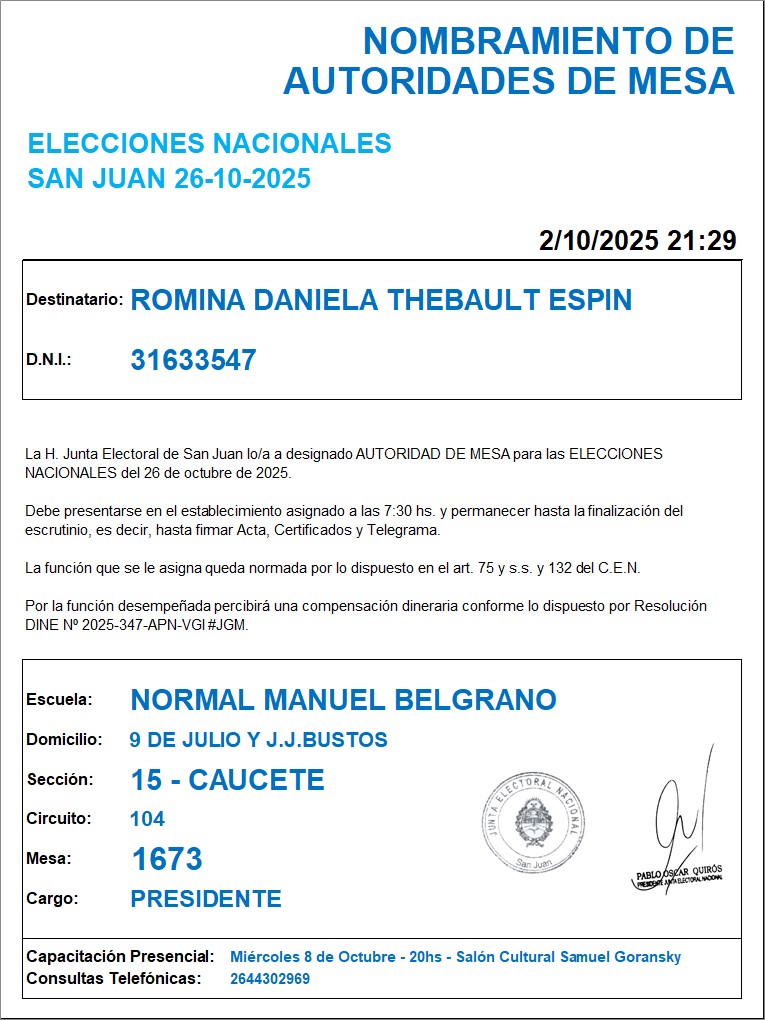 NOMBRAMIENTO DE
AUTORIDADES DE MESA
ELECCIONES NACIONALES
SAN JUAN 26-10-2025
2/10/2025 21:29
Destinatario: ROMINA DANIELA THEBAULT ESPIN
D.N.I.: 31633547
La H. Junta Electoral de San Juan lo/a a designado AUTORIDAD DE MESA para las ELECCIONES
NACIONALES del 26 de octubre de 2025.
Debe presentarse en el establecimiento asignado a las 7:30 hs. y permanecer hasta la finalización del
escrutinio, es decir, hasta firmar Acta, Certificados y Telegrama.
La función que se le asigna queda normada por lo dispuesto en el art. 75 y s.s. y 132 del C.E.N.
Por la función desempeñada percibirá una compensación dineraria conforme lo dispuesto por Resolución
DINE Nº 2025-347-APN-VGI#JGM.
Escuela: NORMAL MANUEL BELGRANO
Domicilio: 9 DE JULIO Y J.J.BUSTOS
Sección: 15 - CAUCETE
Circuito: 104
Mesa: 1673
Cargo: PRESIDENTE
JUNTA ELECTORAL NACIONAL
San Juan
PABLO OSCAR QUIRÓS
PRESIDENTE JUNTA ELECTORAL NACIONAL
Capacitación Presencial: Miércoles 8 de Octubre - 20hs - Salón Cultural Samuel Goransky
Consultas Telefónicas: 2644302969